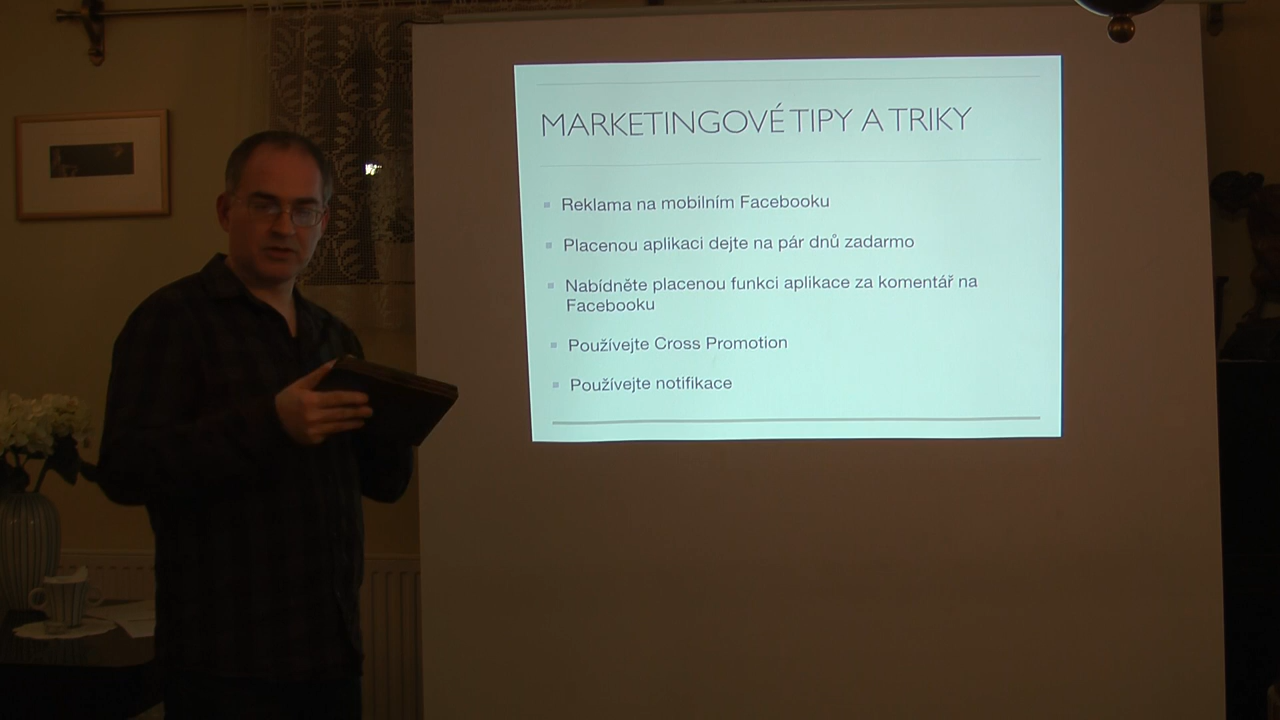 MARKETINGOVÉ TIPY A TRIKY
Reklama na mobilním Facebooku
Placenou aplikaci dejte na pár dnů zadarmo
Nabídněte placenou funkci aplikace za komentář na
Facebooku
Používejte Cross Promotion
Používejte notifikace